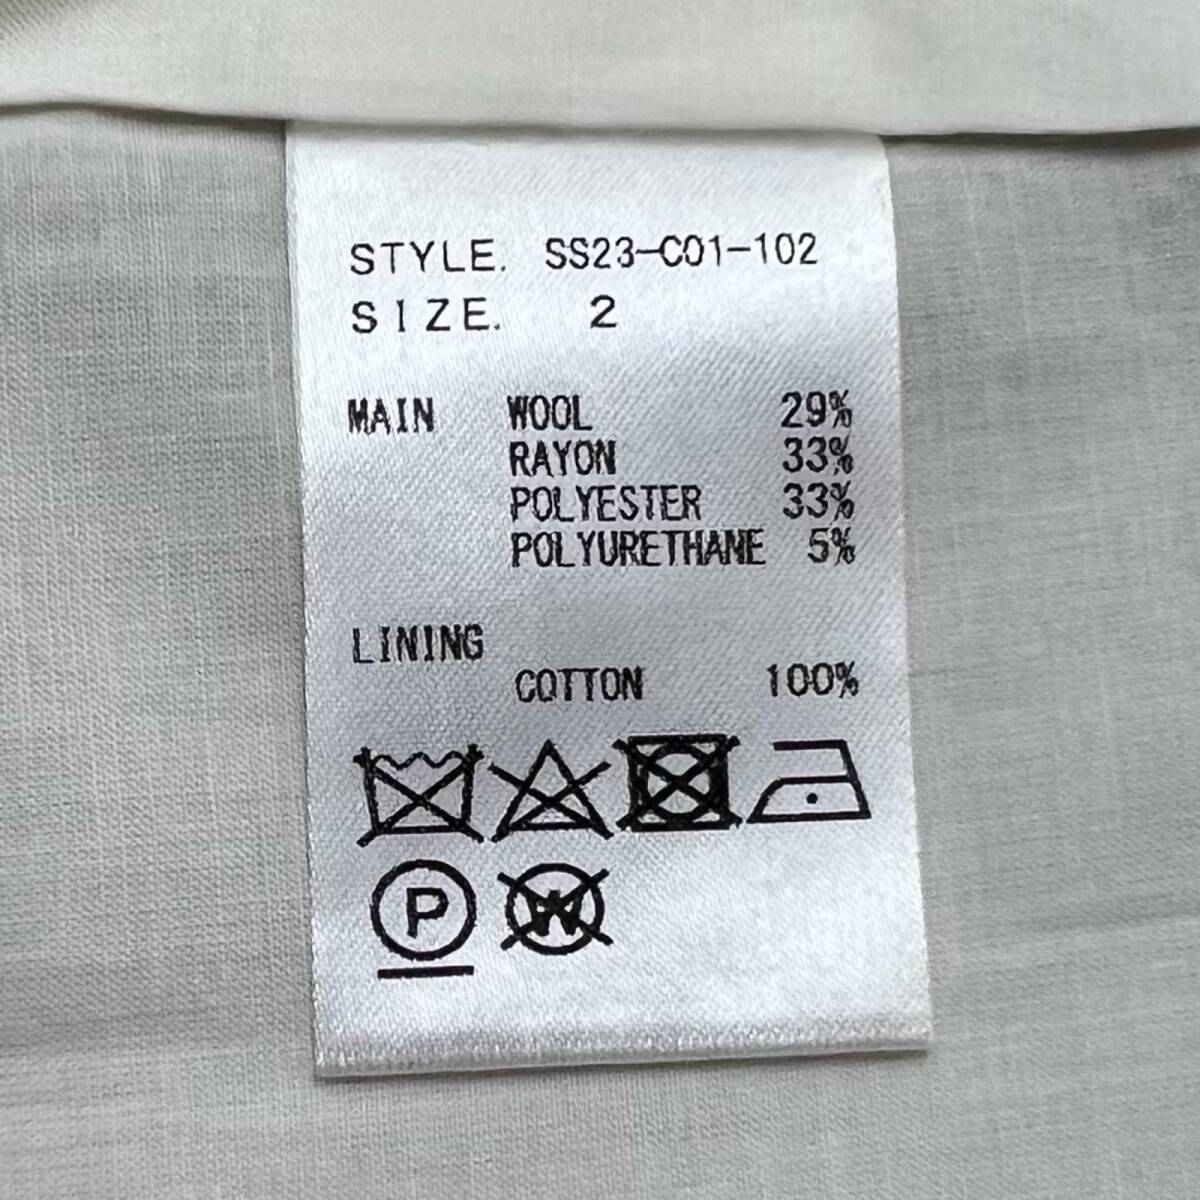 STYLE. SS23-C01-102
SIZE. 2
MAIN WOOL 29%
RAYON 33%
POLYESTER 33%
POLYURETHANE 5%
LINING
COTTON 100%
P W